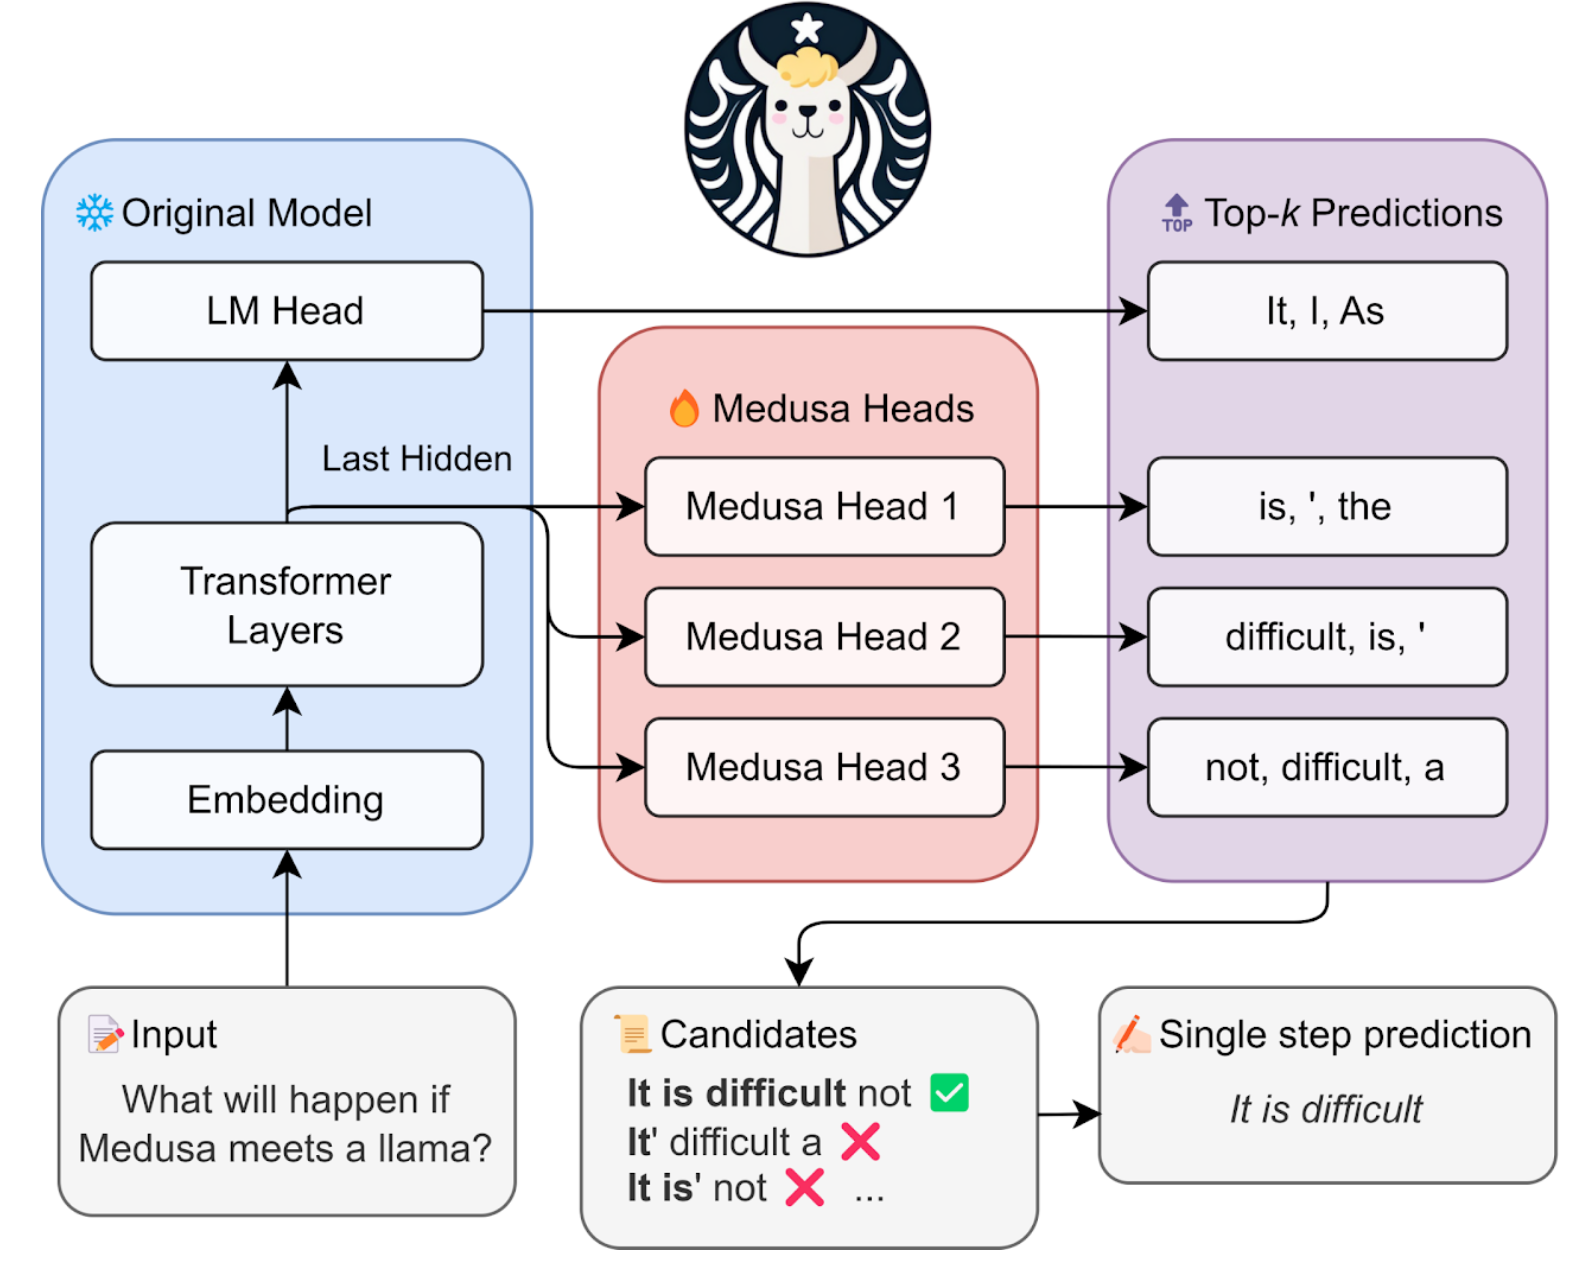 Original Model
LM Head
Last Hidden
Transformer
Layers
Embedding
Medusa Heads
Medusa Head 1
Medusa Head 2
Medusa Head 3
TOP
Top-k Predictions
It, I, As
is, ', the
difficult, is, '
not, difficult, a
Input
What will happen if
Medusa meets a llama?
Candidates
It is difficult not
It' difficult a
It is' not ...
Single step prediction
It is difficult